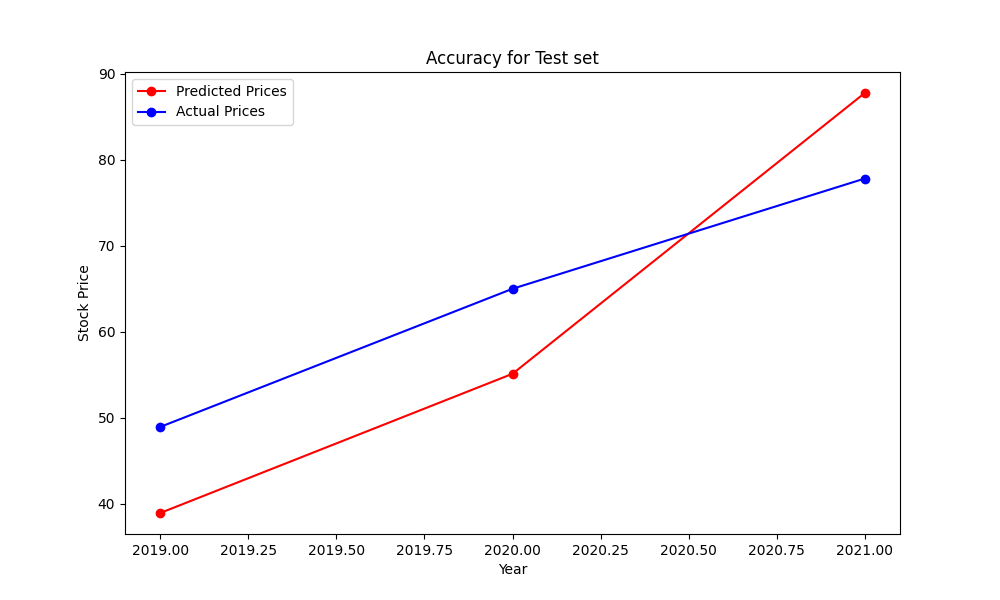 Accuracy for Test set
Predicted Prices
Actual Prices
90
80
70
60
50
40
Stock Price
2019.00 2019.25 2019.50 2019.75 2020.00 2020.25 2020.50 2020.75 2021.00
Year